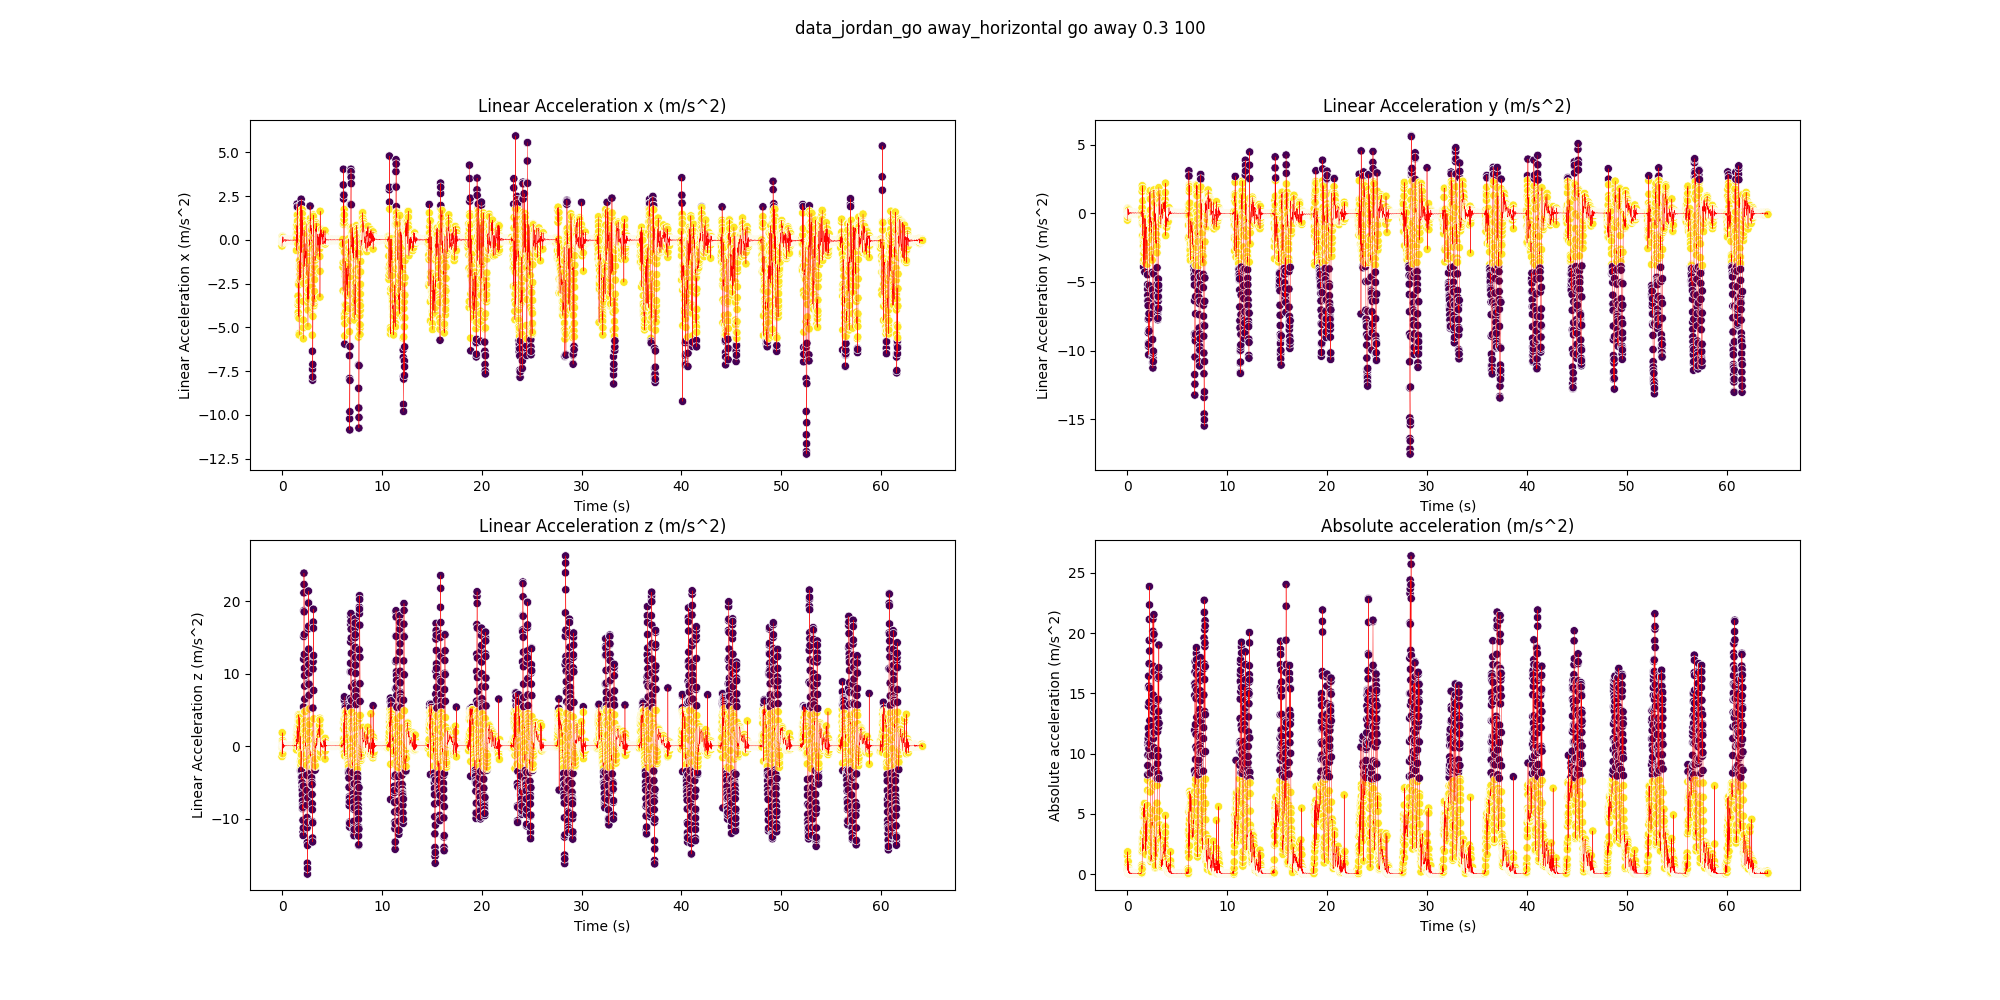 data_jordan_go away_horizontal go away 0.3 100
Linear Acceleration x (m/s^2)
Linear Acceleration x (m/s^2)
5.0
2.5
0.0
−2.5
−5.0
−7.5
−10.0
−12.5
0 10 20 30 40 50 60
Time (s)
Linear Acceleration y (m/s^2)
Linear Acceleration y (m/s^2)
5
0
−5
−10
−15
0 10 20 30 40 50 60
Time (s)
Linear Acceleration z (m/s^2)
Linear Acceleration z (m/s^2)
20
10
0
−10
0 10 20 30 40 50 60
Time (s)
Absolute acceleration (m/s^2)
Absolute acceleration (m/s^2)
25
20
15
10
5
0
0 10 20 30 40 50 60
Time (s)